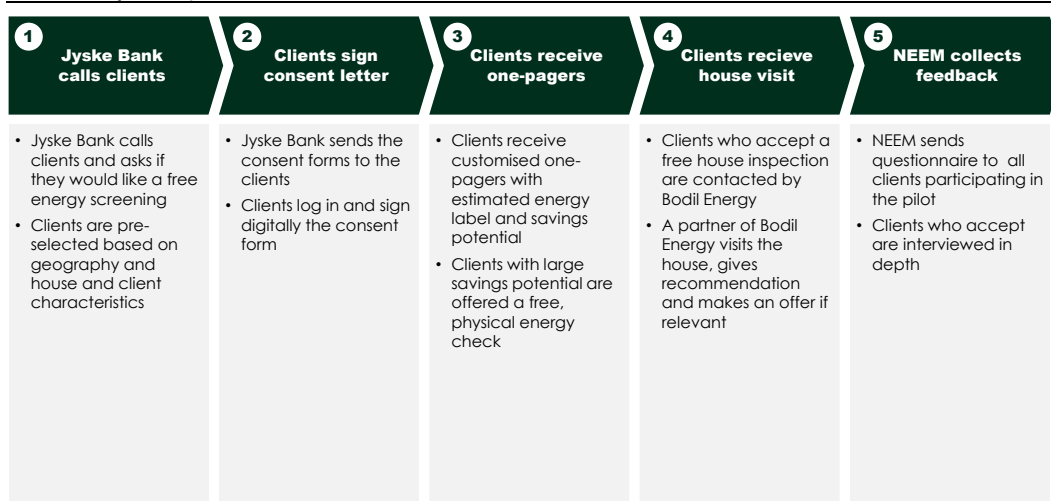 1
Jyske Bank
calls clients
2
Clients sign
consent letter
3
Clients receive
one-pagers
4
Clients recieve
house visit
5
NEEM collects
feedback
• Jyske Bank calls
clients and asks if
they would like a free
energy screening
• Clients are pre-
selected based on
geography and
house and client
characteristics
• Jyske Bank sends the
consent forms to the
clients
• Clients log in and sign
digitally the consent
form
• Clients receive
customised one-
pagers with
estimated energy
label and savings
potential
• Clients with large
savings potential are
offered a free,
physical energy
check
• Clients who accept a
free house inspection
are contacted by
Bodil Energy
• A partner of Bodil
Energy visits the
house, gives
recommendation
and makes an offer if
relevant
• NEEM sends
questionnaire to  all
clients participating in
the pilot
• Clients who accept
are interviewed in
depth